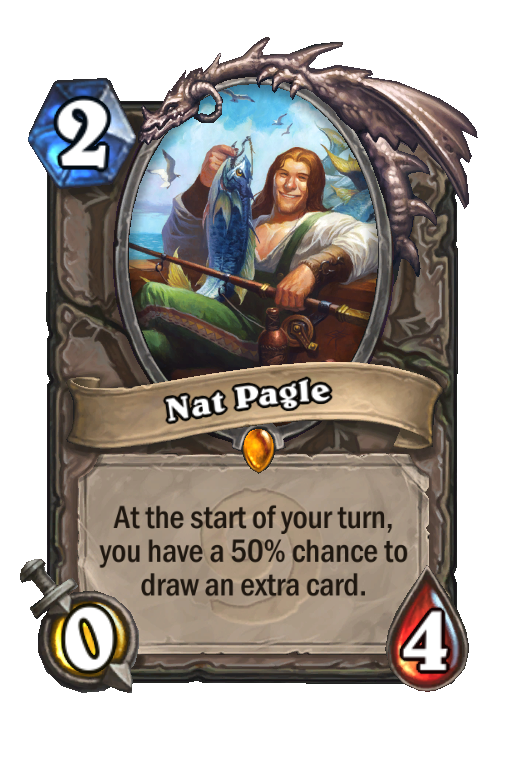 2
Nat Pagle
At the start of your turn,
you have a 50% chance to
draw an extra card.
0
4